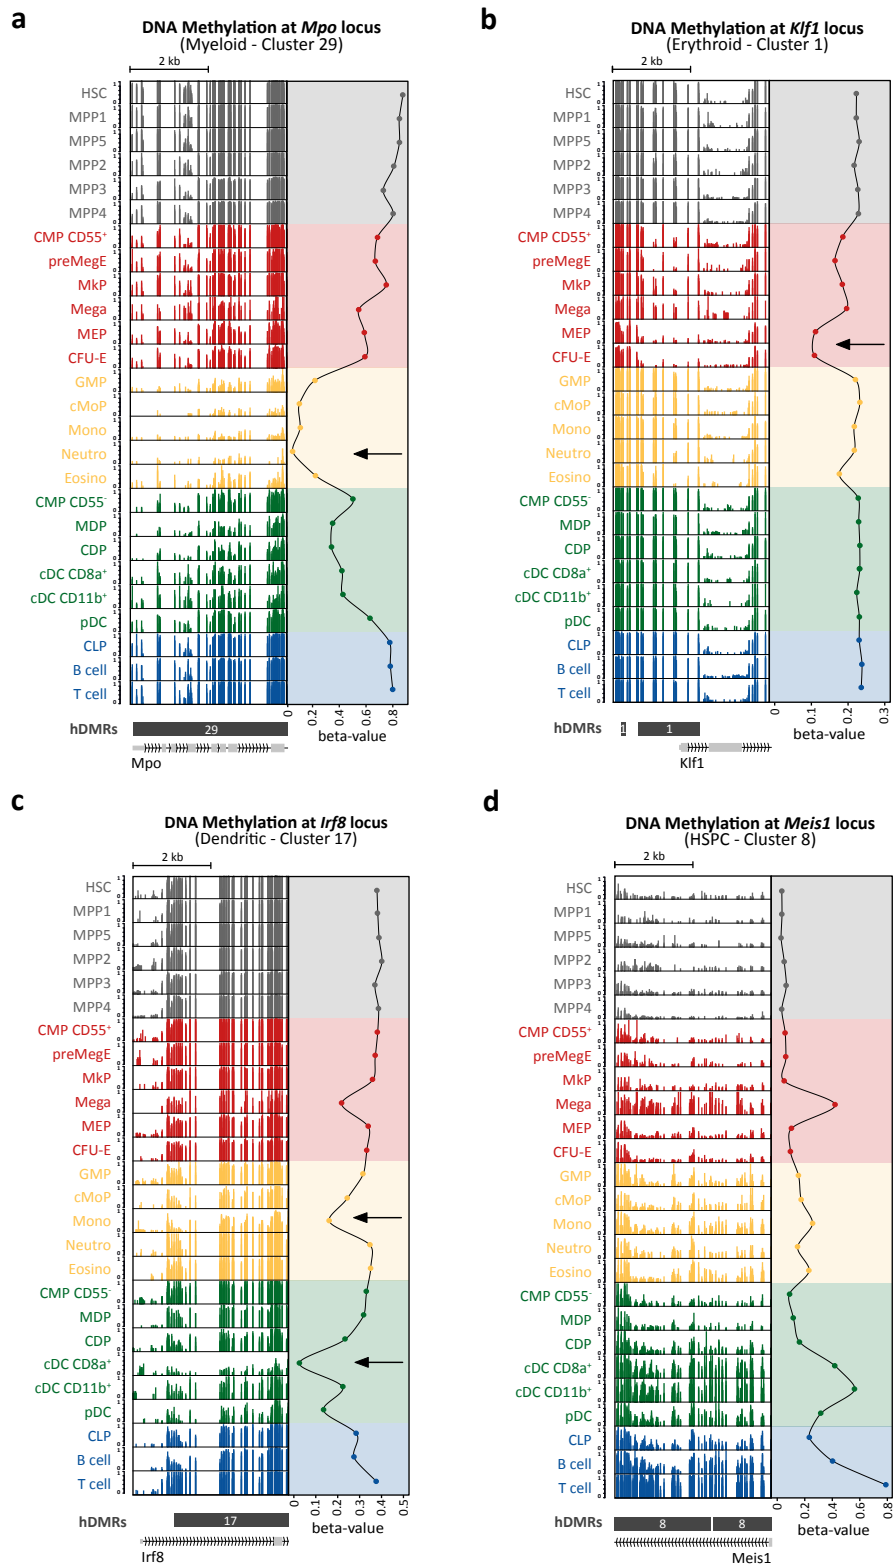 a
DNA Methylation at Mpo locus
(Myeloid - Cluster 29)
2 kb
HSC
MPP1
MPP5
MPP2
MPP3
MPP4
CMP CD55⁺
preMegE
MkP
Mega
MEP
CFU-E
GMP
cMoP
Mono
Neutro
Eosino
CMP CD55⁻
MDP
CDP
cDC CD8a⁺
cDC CD11b⁺
pDC
CLP
B cell
T cell
0 0.2 0.4 0.6 0.8
beta-value
hDMRs 29
Mpo
b
DNA Methylation at Klf1 locus
(Erythroid - Cluster 1)
2 kb
HSC
MPP1
MPP5
MPP2
MPP3
MPP4
CMP CD55⁺
preMegE
MkP
Mega
MEP
CFU-E
GMP
cMoP
Mono
Neutro
Eosino
CMP CD55⁻
MDP
CDP
cDC CD8a⁺
cDC CD11b⁺
pDC
CLP
B cell
T cell
0 0.1 0.2 0.3
beta-value
hDMRs 1 1
Klf1
c
DNA Methylation at Irf8 locus
(Dendritic - Cluster 17)
2 kb
HSC
MPP1
MPP5
MPP2
MPP3
MPP4
CMP CD55⁺
preMegE
MkP
Mega
MEP
CFU-E
GMP
cMoP
Mono
Neutro
Eosino
CMP CD55⁻
MDP
CDP
cDC CD8a⁺
cDC CD11b⁺
pDC
CLP
B cell
T cell
0 0.1 0.2 0.3 0.4 0.5
beta-value
hDMRs 17
Irf8
d
DNA Methylation at Meis1 locus
(HSPC - Cluster 8)
2 kb
HSC
MPP1
MPP5
MPP2
MPP3
MPP4
CMP CD55⁺
preMegE
MkP
Mega
MEP
CFU-E
GMP
cMoP
Mono
Neutro
Eosino
CMP CD55⁻
MDP
CDP
cDC CD8a⁺
cDC CD11b⁺
pDC
CLP
B cell
T cell
0 0.2 0.4 0.6 0.8
beta-value
hDMRs 8 8
Meis1